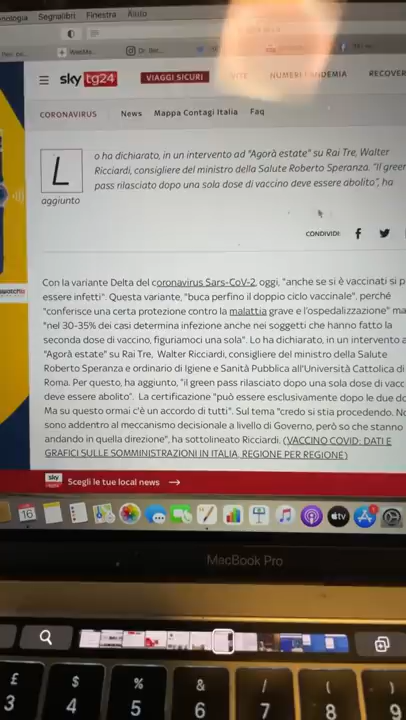 Segnalibri Finestra Aiuto
sky tg24 VIAGGI SICURI NUMERI PANDEMIA RECOVER
CORONAVIRUS News Mappa Contagi Italia Faq
Lo ha dichiarato, in un intervento ad "Agorà estate" su Rai Tre, Walter
Ricciardi, consigliere del ministro della Salute Roberto Speranza. "Il green
pass rilasciato dopo una sola dose di vaccino deve essere abolito", ha
aggiunto
CONDIVIDI:
Con la variante Delta del coronavirus Sars-CoV-2, oggi, "anche se si è vaccinati si p
essere infetti". Questa variante, "buca perfino il doppio ciclo vaccinale", perché
"conferisce una certa protezione contro la malattia grave e l'ospedalizzazione" ma
"nel 30-35% dei casi determina infezione anche nei soggetti che hanno fatto la
seconda dose di vaccino, figuriamoci una sola". Lo ha dichiarato, in un intervento a
"Agorà estate" su Rai Tre, Walter Ricciardi, consigliere del ministro della Salute
Roberto Speranza e ordinario di Igiene e Sanità Pubblica all'Università Cattolica di
Roma. Per questo, ha aggiunto, "il green pass rilasciato dopo una sola dose di vacc
deve essere abolito". La certificazione "può essere esclusivamente dopo le due do
Ma su questo ormai c'è un accordo di tutti". Sul tema "credo si stia procedendo. No
sono addentro al meccanismo decisionale a livello di Governo, però so che stanno
andando in quella direzione", ha sottolineato Ricciardi. (VACCINO COVID: DATI E
GRAFICI SULLE SOMMINISTRAZIONI IN ITALIA, REGIONE PER REGIONE)
sky tg24 Scegli le tue local news
16 tv
MacBook Pro
£ $ % & / ( )
3 4 5 6 7 8 9